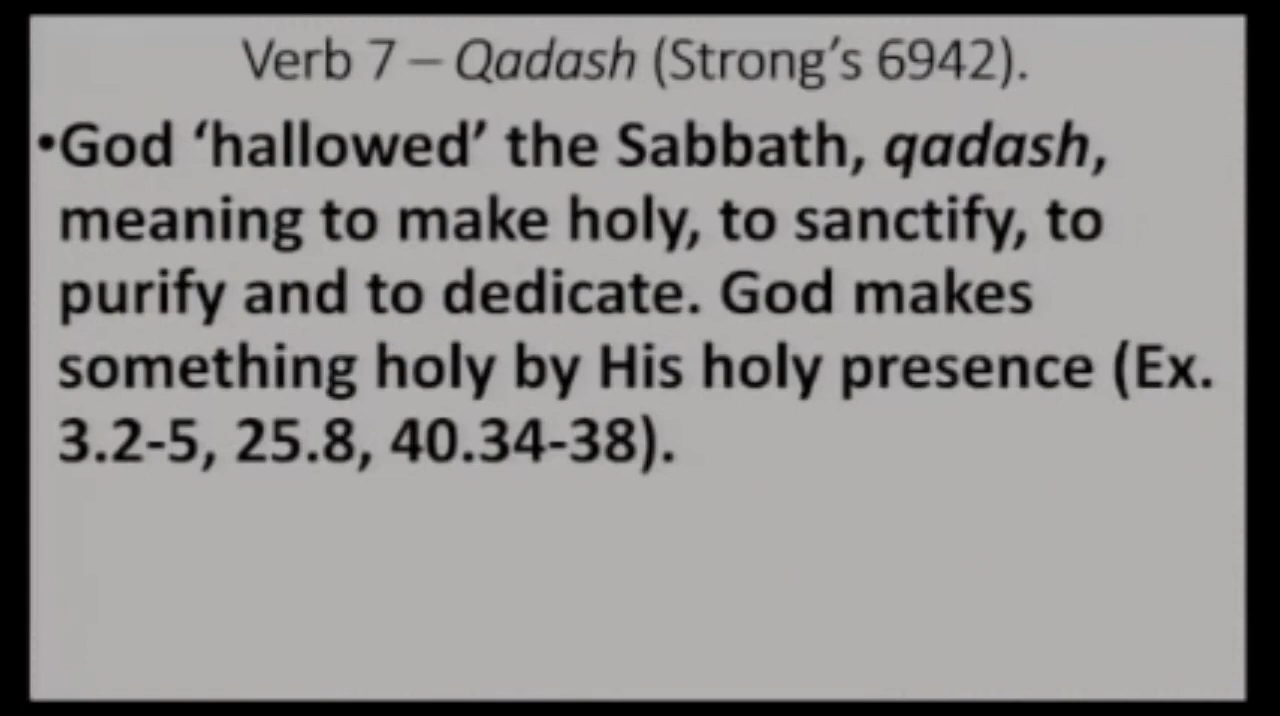 Verb 7 – Qadash (Strong’s 6942).
•God ‘hallowed’ the Sabbath, qadash,
meaning to make holy, to sanctify, to
purify and to dedicate. God makes
something holy by His holy presence (Ex.
3.2-5, 25.8, 40.34-38).